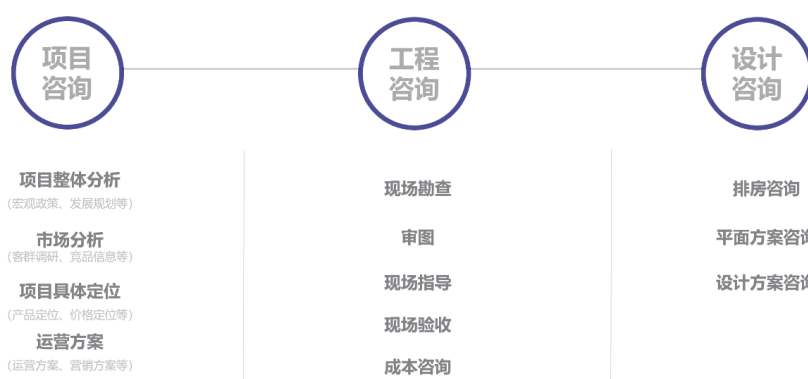 项目
咨询
工程
咨询
设计
咨询
项目整体分析
(宏观政策、发展规划等)
市场分析
(客群调研、竞品信息等)
项目具体定位
(产品定位、价格定位等)
运营方案
(运营方案、营销方案等)
现场勘查
审图
现场指导
现场验收
成本咨询
排房咨询
平面方案咨询
设计方案咨询